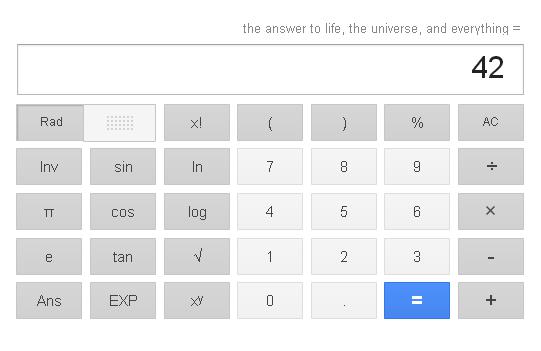 the answer to life, the universe, and everything =
42
Rad x! ( ) % AC
Inv sin ln 7 8 9 ÷
π cos log 4 5 6 ×
e tan √ 1 2 3 -
Ans EXP xʸ 0 . = +